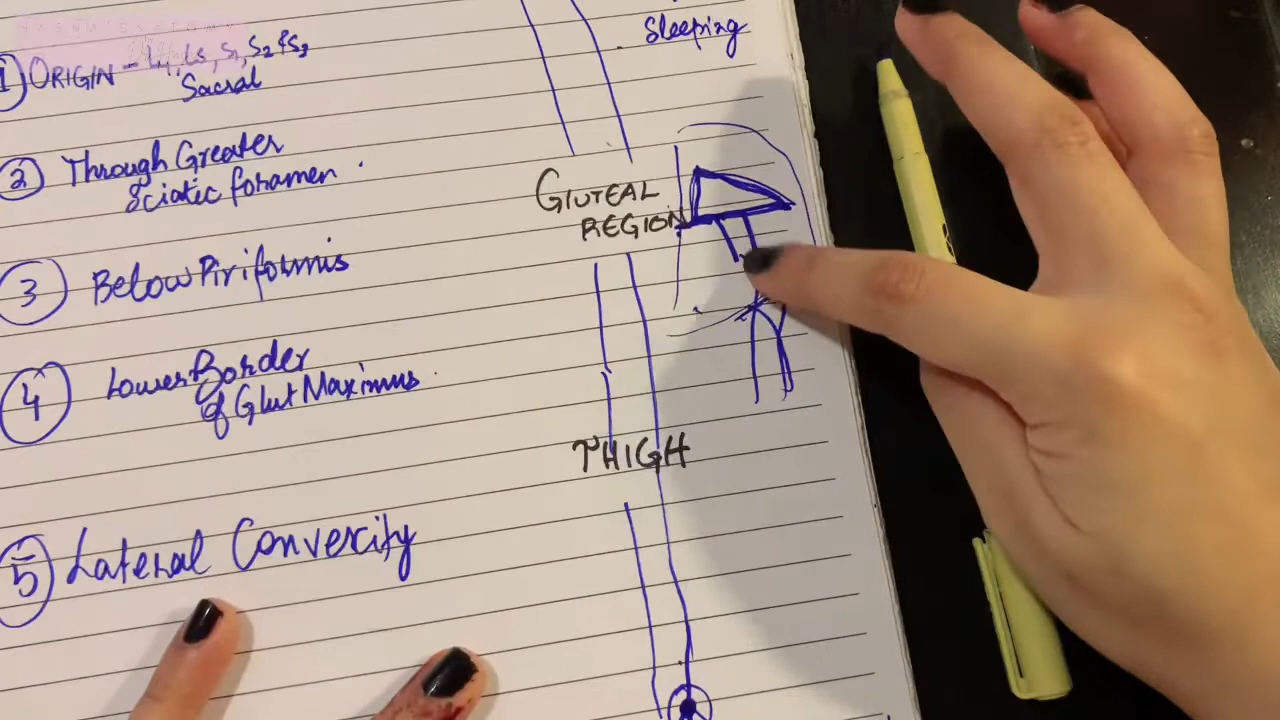 Sleeping
1 ORIGIN - L4, L5, S1, S2 & S3
Sacral
2 Through Greater
Sciatic foramen.
GLUTEAL
REGION
3 Below Piriformis
4 Lower Border
of Glut Maximus.
THIGH
5 Lateral Convexity